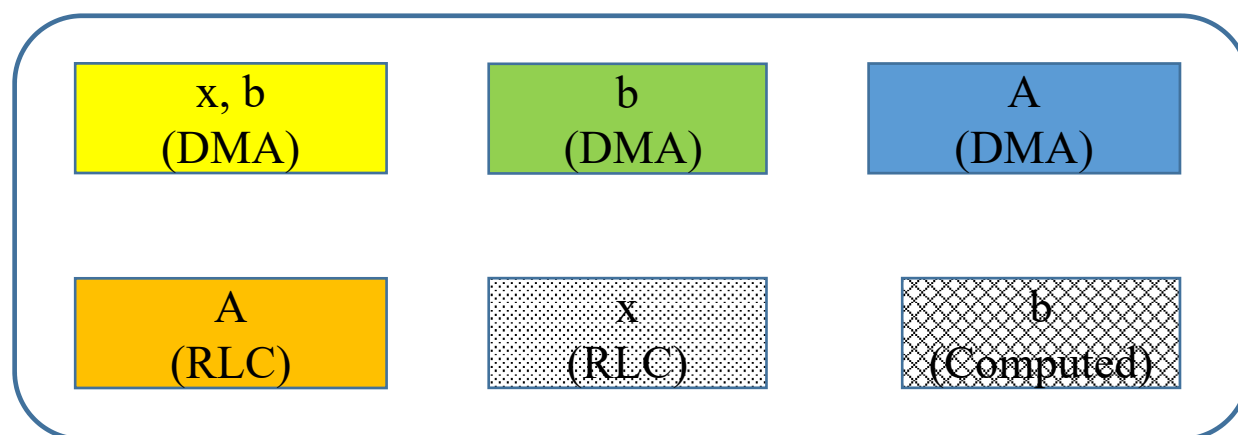 x, b
(DMA)
b
(DMA)
A
(DMA)
A
(RLC)
x
(RLC)
b
(Computed)